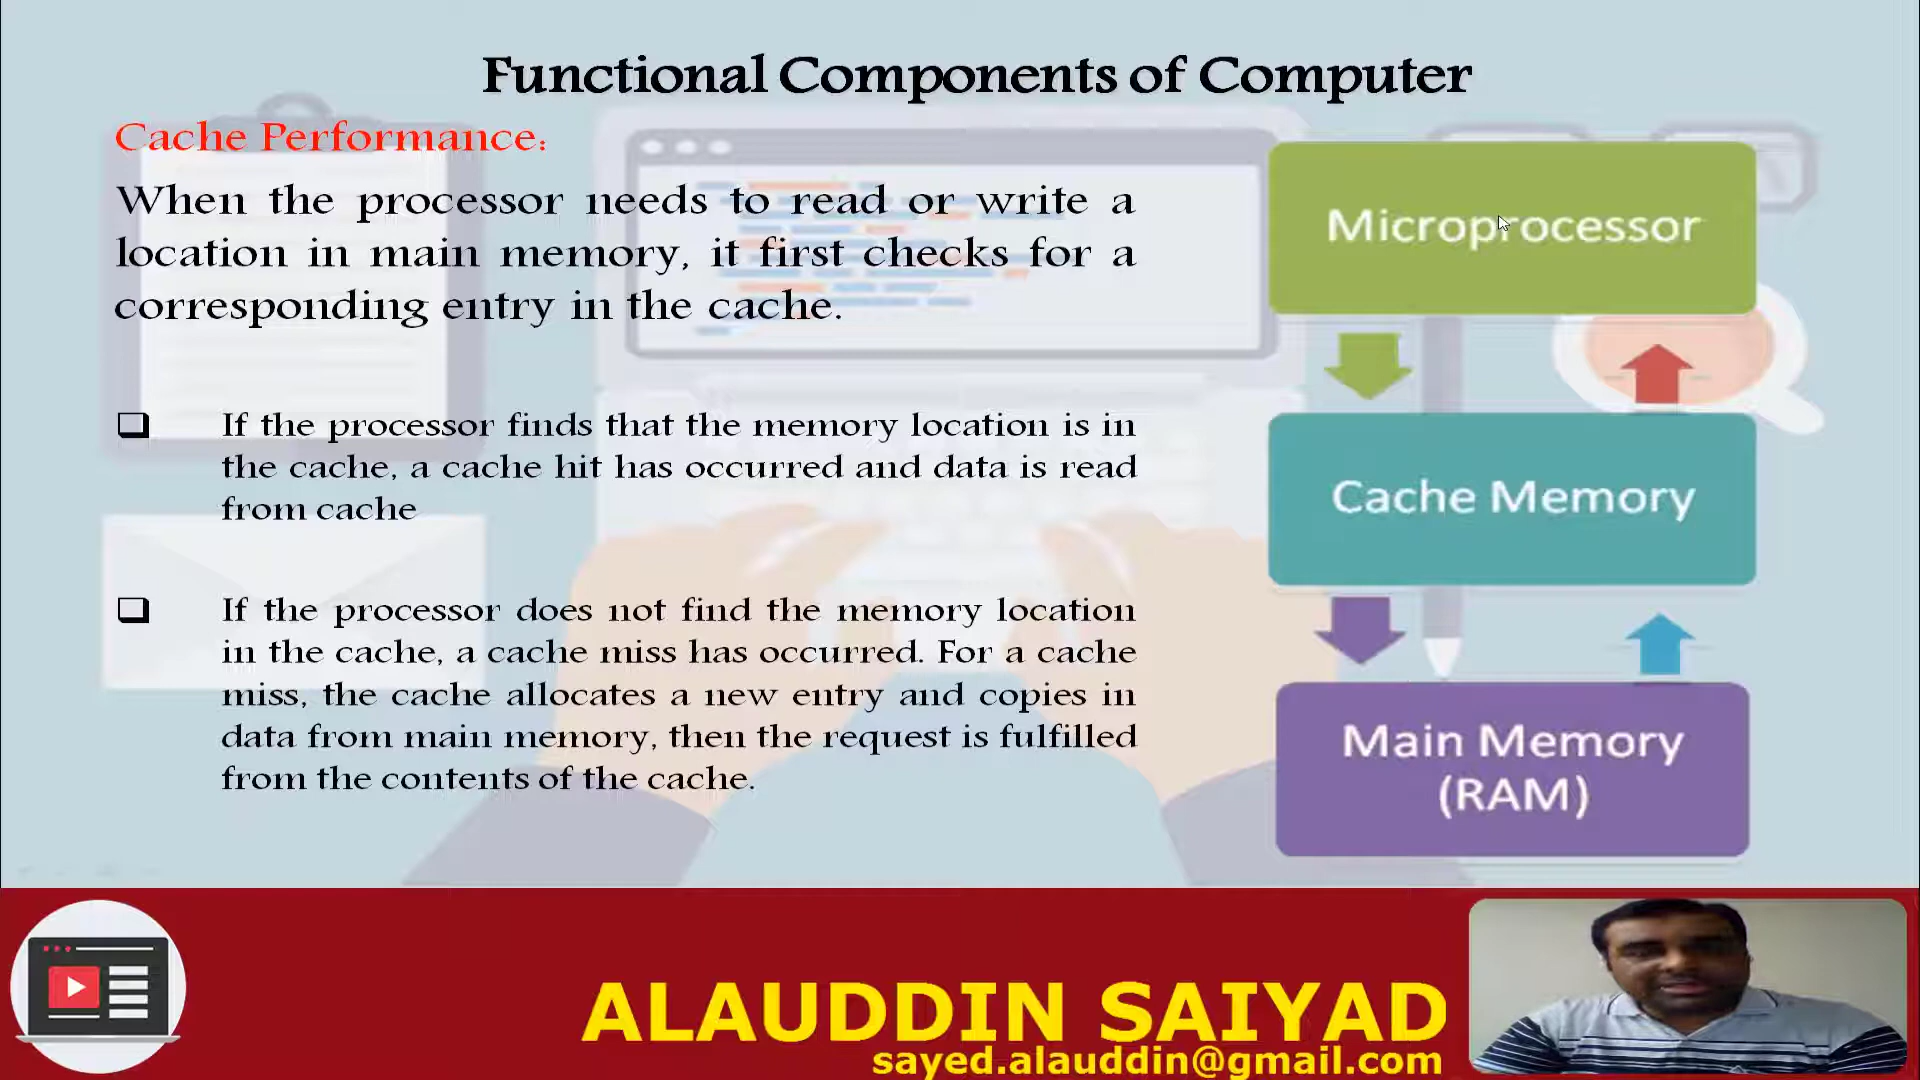 Functional Components of Computer
Cache Performance:
When the processor needs to read or write a
location in main memory, it first checks for a
corresponding entry in the cache.
❑ If the processor finds that the memory location is in
the cache, a cache hit has occurred and data is read
from cache
❑ If the processor does not find the memory location
in the cache, a cache miss has occurred. For a cache
miss, the cache allocates a new entry and copies in
data from main memory, then the request is fulfilled
from the contents of the cache.
Microprocessor
Cache Memory
Main Memory
(RAM)
ALAUDDIN SAIYAD
sayed.alauddin@gmail.com